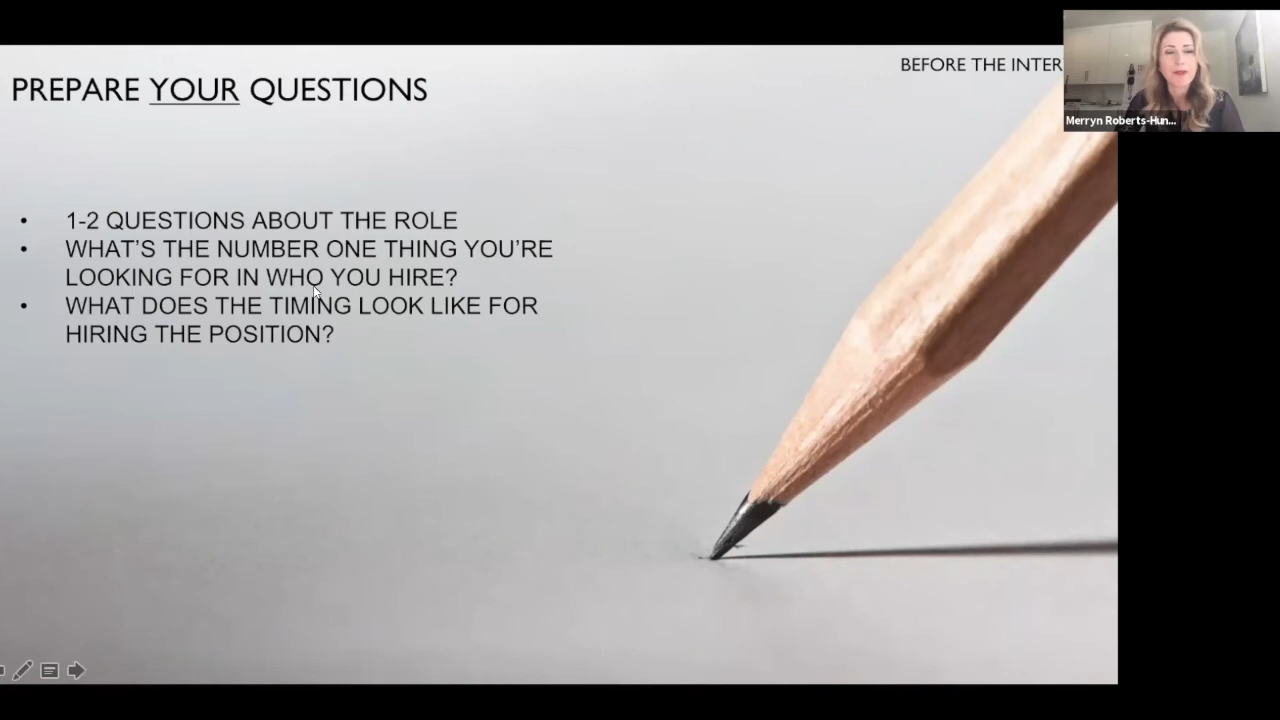 BEFORE THE INTER
PREPARE YOUR QUESTIONS
Merryn Roberts-Hun...
• 1-2 QUESTIONS ABOUT THE ROLE
• WHAT’S THE NUMBER ONE THING YOU’RE
LOOKING FOR IN WHO YOU HIRE?
• WHAT DOES THE TIMING LOOK LIKE FOR
HIRING THE POSITION?